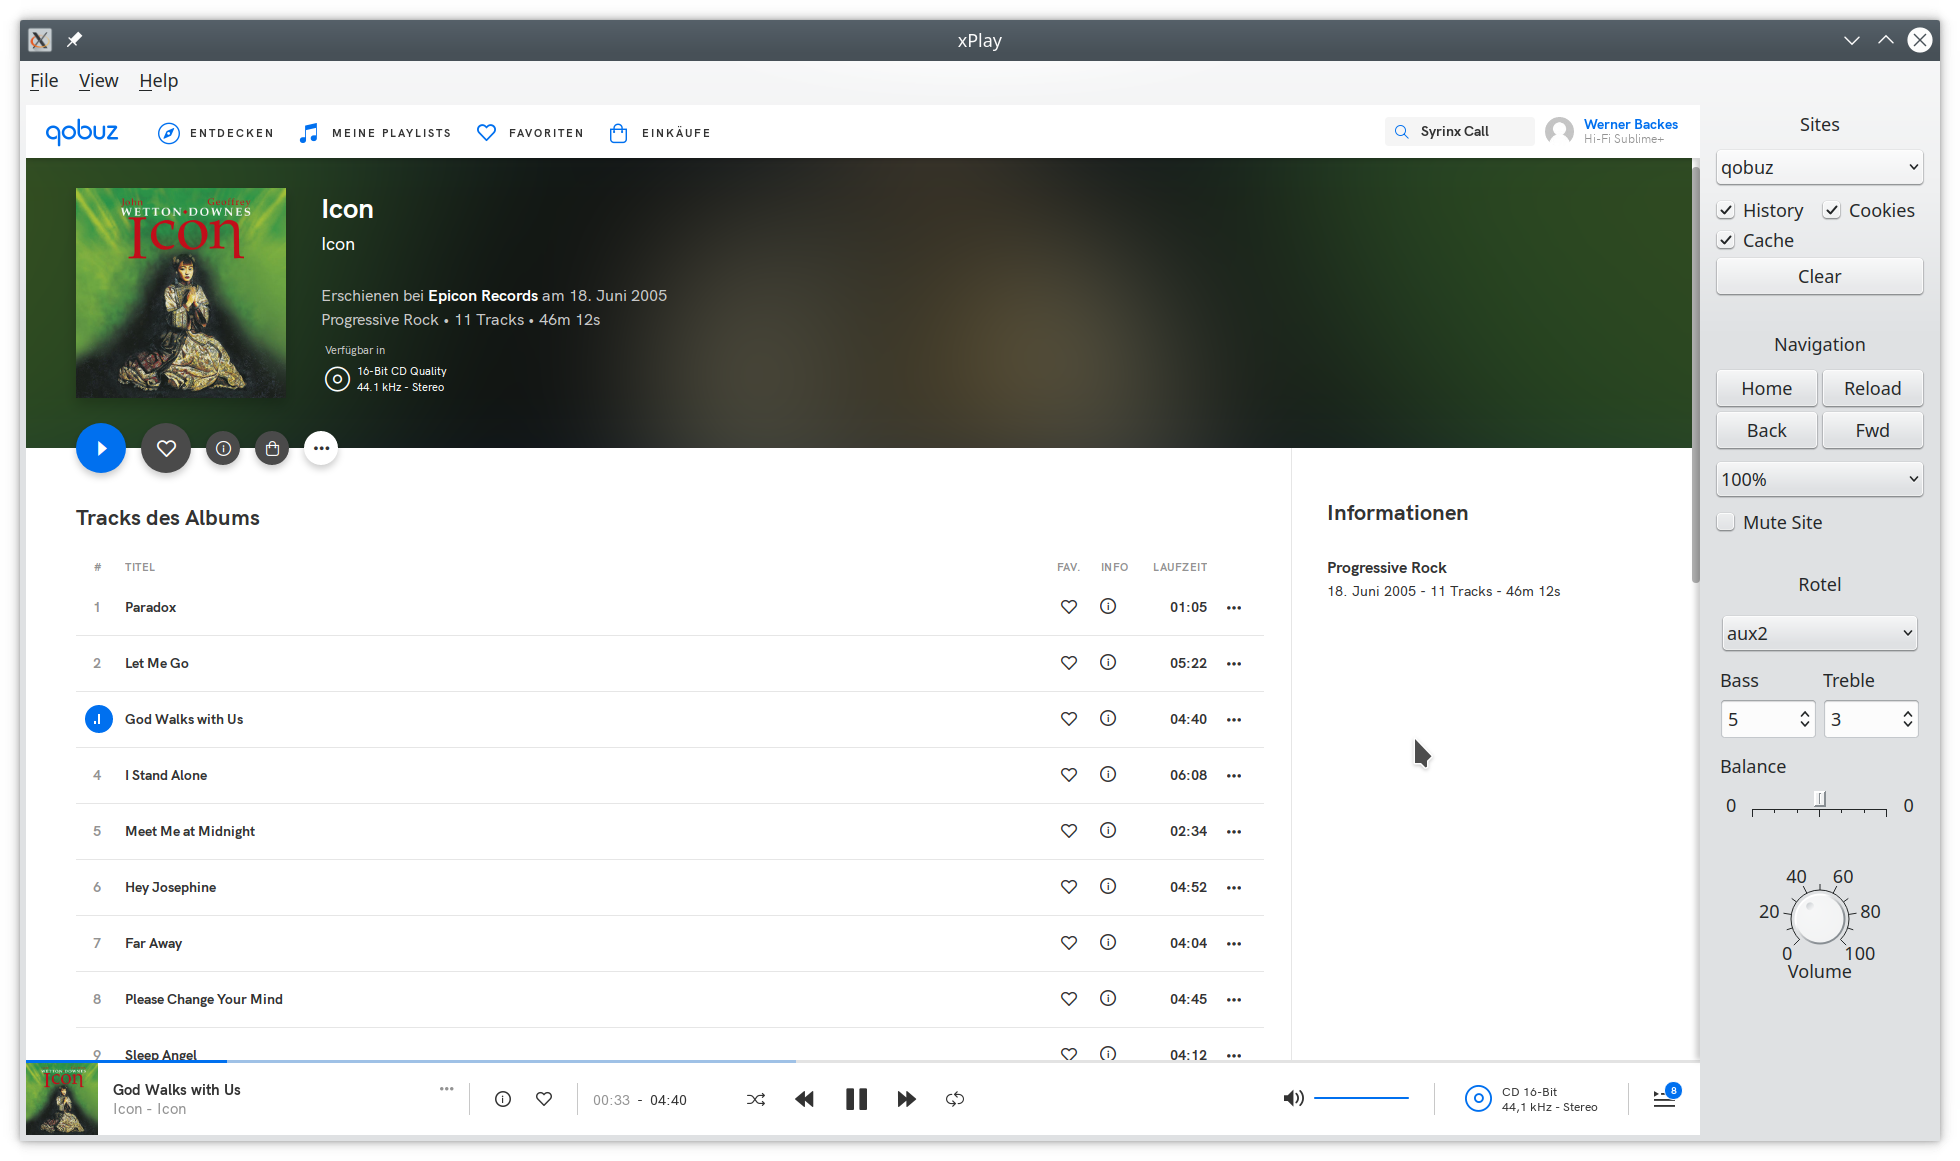 xPlay
File View Help
qobuz ENTDECKEN MEINE PLAYLISTS FAVORITEN EINKÄUFE Syrinx Call Werner Backes
Hi-Fi Sublime+
John Geoffrey
WETTON DOWNES
Icon
Icon
Icon
Erschienen bei Epicon Records am 18. Juni 2005
Progressive Rock • 11 Tracks • 46m 12s
Verfügbar in
16-Bit CD Quality
44.1 kHz - Stereo
Tracks des Albums
# TITEL FAV. INFO LAUFZEIT
1 Paradox 01:05
2 Let Me Go 05:22
God Walks with Us 04:40
4 I Stand Alone 06:08
5 Meet Me at Midnight 02:34
6 Hey Josephine 04:52
7 Far Away 04:04
8 Please Change Your Mind 04:45
9 Sleep Angel 04:12
Informationen
Progressive Rock
18. Juni 2005 - 11 Tracks - 46m 12s
WETTON DOWNES
Icon
God Walks with Us
Icon - Icon
00:33 - 04:40
CD 16-Bit
44,1 kHz - Stereo
8
Sites
qobuz
History Cookies
Cache
Clear
Navigation
Home Reload
Back Fwd
100%
Mute Site
Rotel
aux2
Bass Treble
5 3
Balance
0 0
40 60
20 80
0 100
Volume